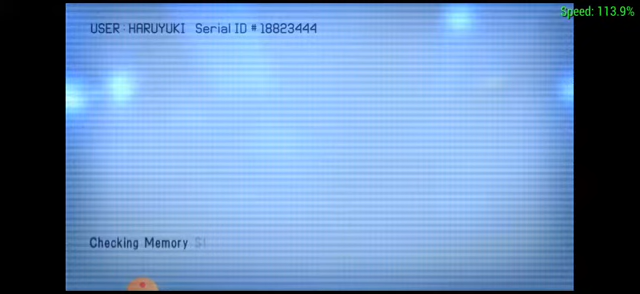 Speed: 113.9%
USER HARUYUKI Serial ID # 18823444
Checking Memory